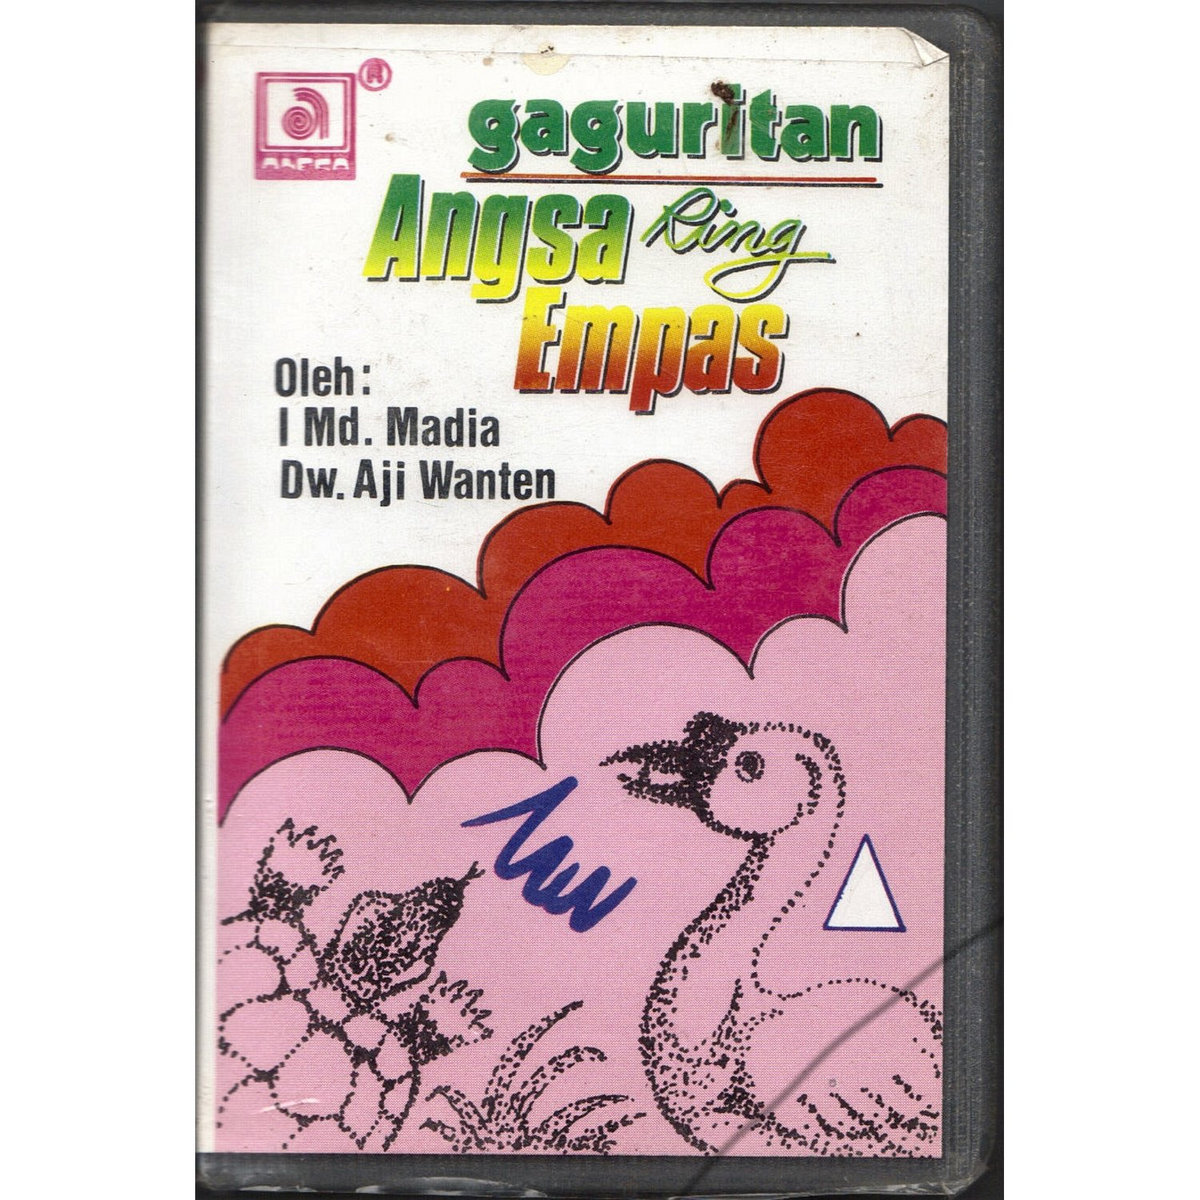 a
®
gaguritan
Angsa Ring
Empas
Oleh:
I Md. Madia
Dw. Aji Wanten